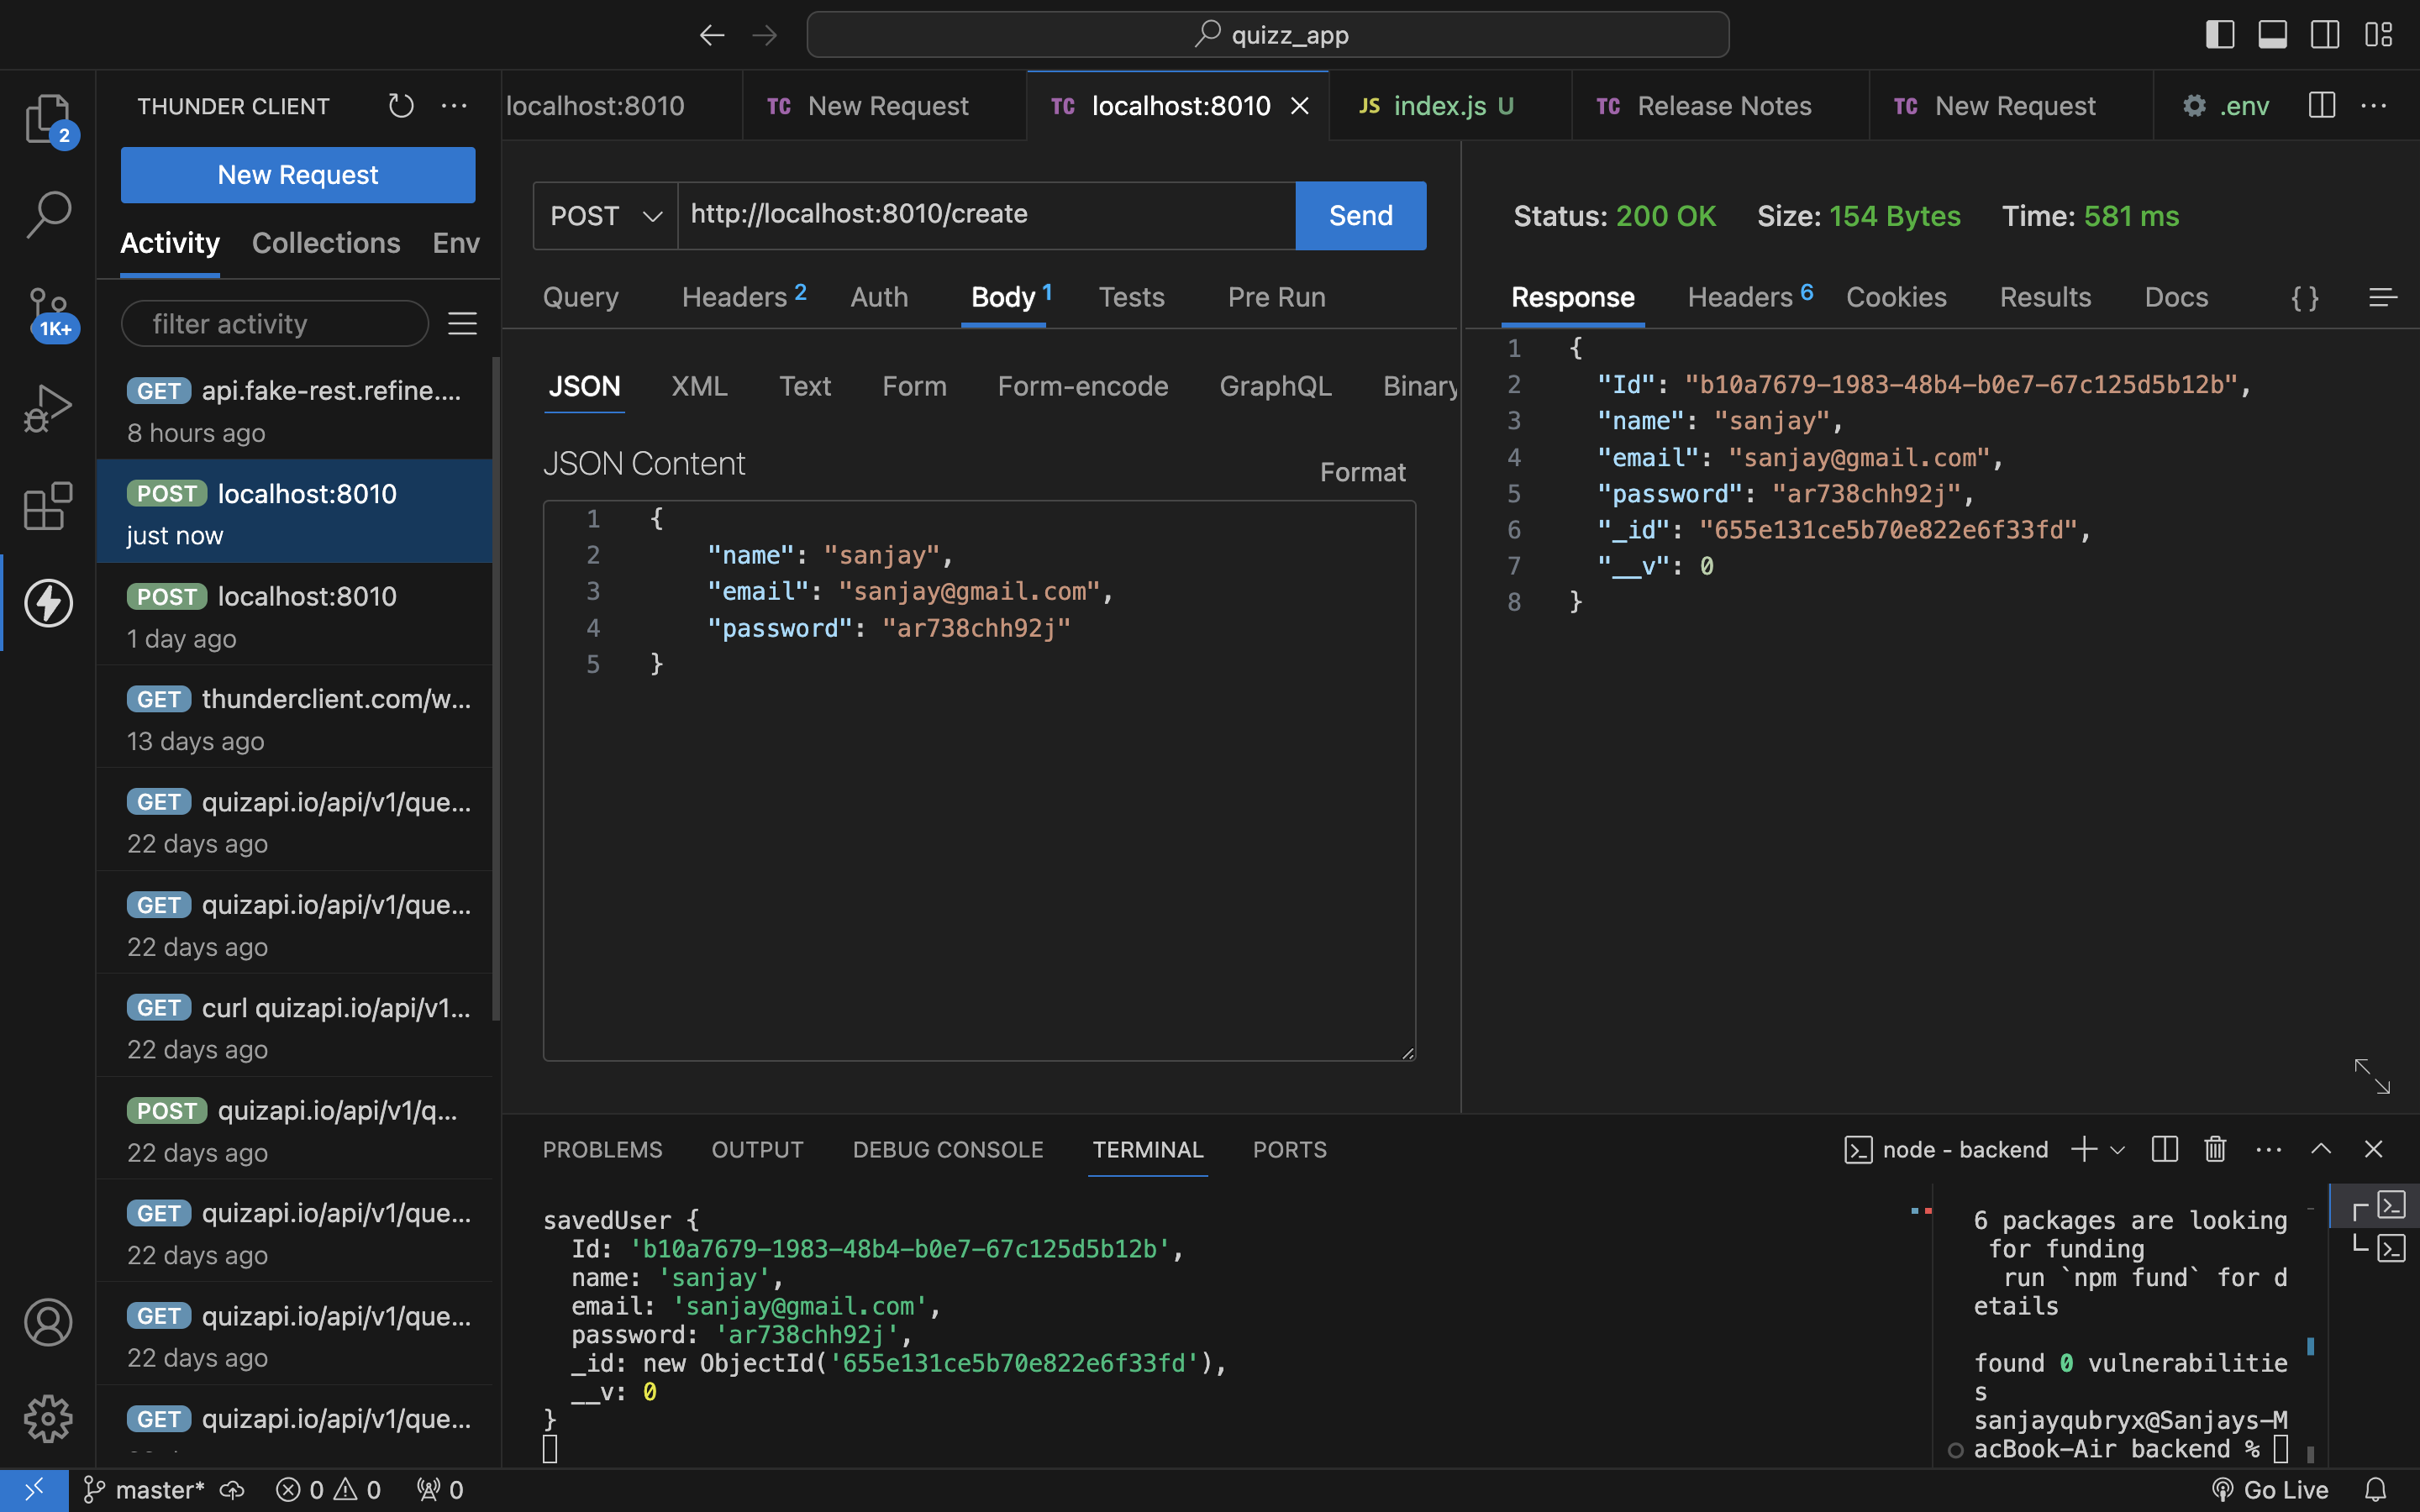 quizz_app
THUNDER CLIENT
localhost:8010
TC New Request
TC localhost:8010
JS index.js U
TC Release Notes
TC New Request
.env
2
1K+
New Request
Activity Collections Env
filter activity
GET api.fake-rest.refine....
8 hours ago
POST localhost:8010
just now
POST localhost:8010
1 day ago
GET thunderclient.com/w...
13 days ago
GET quizapi.io/api/v1/que...
22 days ago
GET quizapi.io/api/v1/que...
22 days ago
GET curl quizapi.io/api/v1...
22 days ago
POST quizapi.io/api/v1/q...
22 days ago
GET quizapi.io/api/v1/que...
22 days ago
GET quizapi.io/api/v1/que...
22 days ago
GET quizapi.io/api/v1/que...
POST http://localhost:8010/create Send
Query Headers 2 Auth Body 1 Tests Pre Run
JSON XML Text Form Form-encode GraphQL Binary
JSON Content Format
1 {
2 "name": "sanjay",
3 "email": "sanjay@gmail.com",
4 "password": "ar738chh92j"
5 }
Status: 200 OK Size: 154 Bytes Time: 581 ms
Response Headers 6 Cookies Results Docs { }
1 {
2 "Id": "b10a7679-1983-48b4-b0e7-67c125d5b12b",
3 "name": "sanjay",
4 "email": "sanjay@gmail.com",
5 "password": "ar738chh92j",
6 "_id": "655e131ce5b70e822e6f33fd",
7 "__v": 0
8 }
PROBLEMS OUTPUT DEBUG CONSOLE TERMINAL PORTS
node - backend
savedUser {
Id: 'b10a7679-1983-48b4-b0e7-67c125d5b12b',
name: 'sanjay',
email: 'sanjay@gmail.com',
password: 'ar738chh92j',
_id: new ObjectId('655e131ce5b70e822e6f33fd'),
__v: 0
}
6 packages are looking
for funding
run `npm fund` for d
etails
found 0 vulnerabilitie
s
sanjayqubryx@Sanjays-M
acBook-Air backend %
master* 0 0 0
Go Live